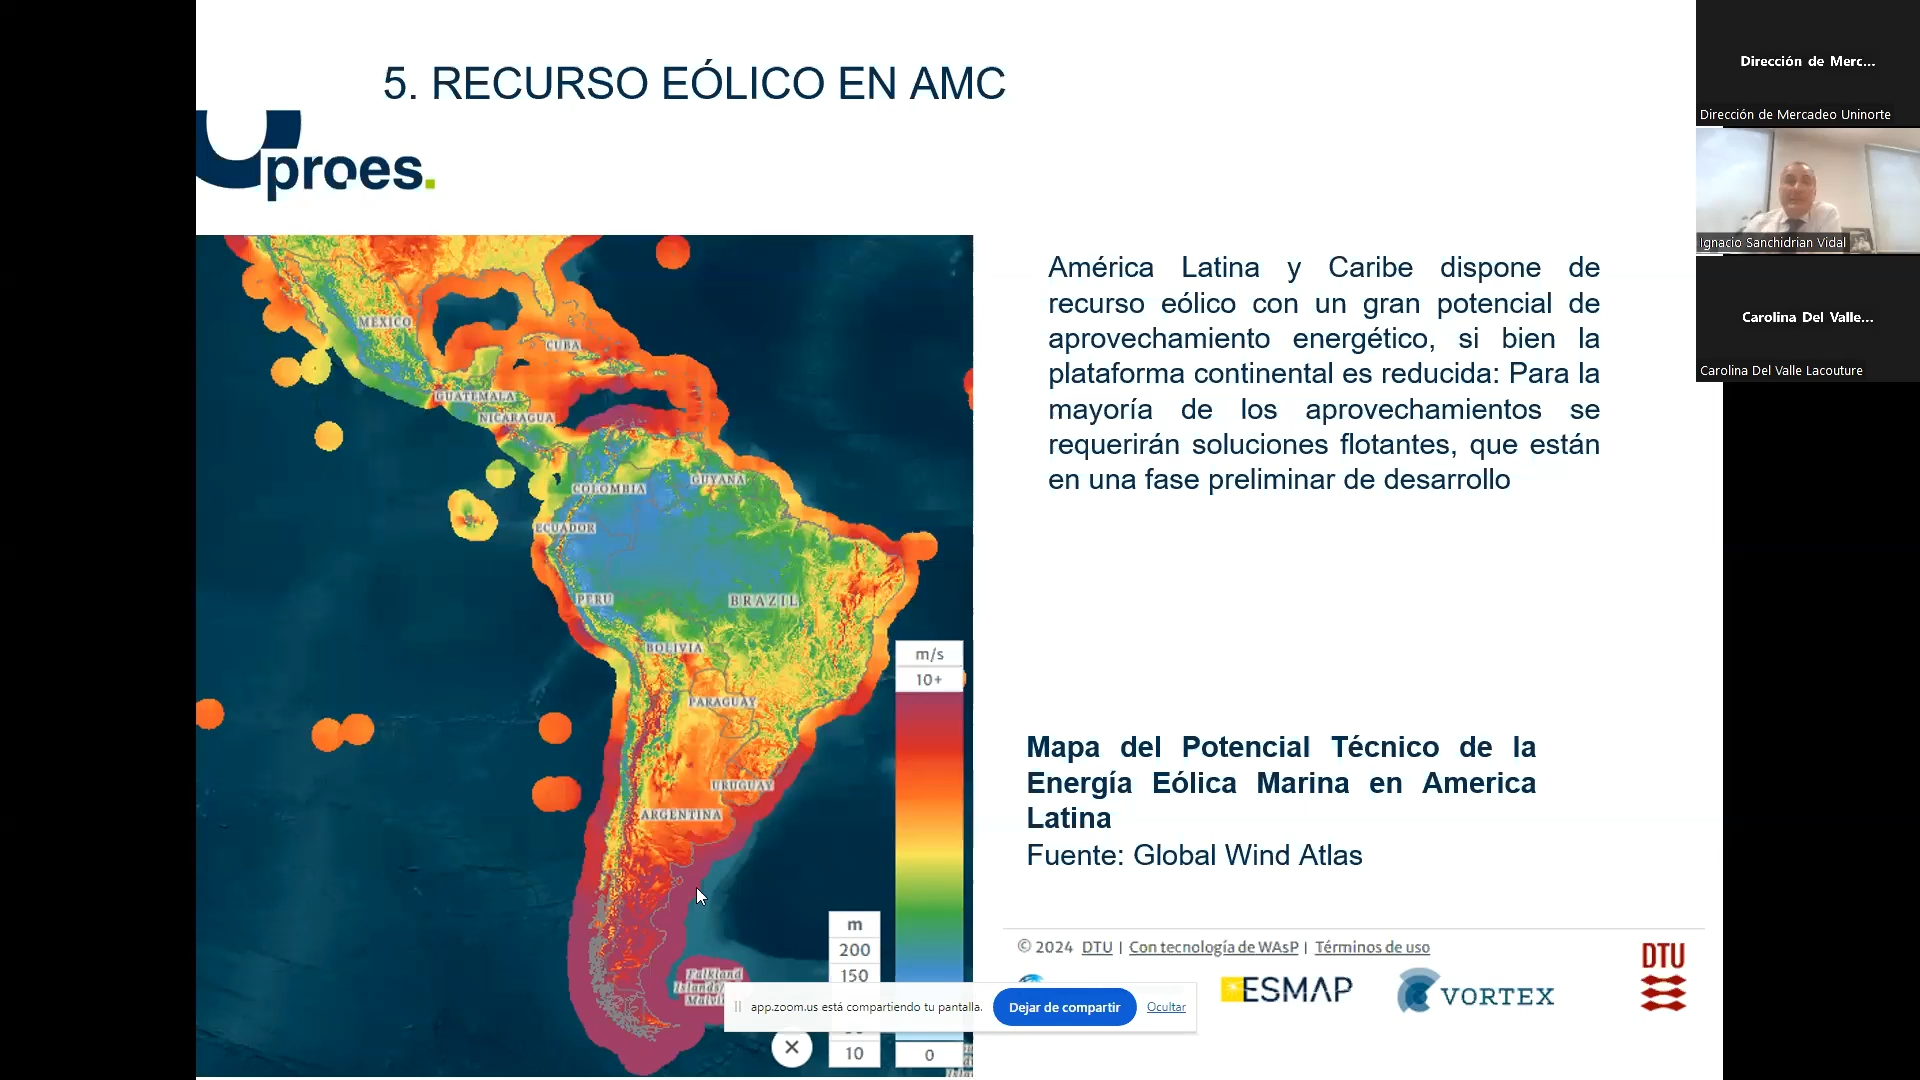 5. RECURSO EÓLICO EN AMC
proes.
América Latina y Caribe dispone de
recurso eólico con un gran potencial de
aprovechamiento energético, si bien la
plataforma continental es reducida: Para la
mayoría de los aprovechamientos se
requerirán soluciones flotantes, que están
en una fase preliminar de desarrollo
MÉXICO
CUBA
GUATEMALA
NICARAGUA
COLOMBIA
GUYANA
ECUADOR
PERÚ
BRAZIL
BOLIVIA
PARAGUAY
URUGUAY
ARGENTINA
Falkland
m/s
10+
0
m
200
150
10
Mapa del Potencial Técnico de la
Energía Eólica Marina en America
Latina
Fuente: Global Wind Atlas
© 2024 DTU | Con tecnología de WAsP | Términos de uso
ESMAP
VORTEX
DTU
app.zoom.us está compartiendo tu pantalla.
Dejar de compartir
Ocultar
Dirección de Merc...
Dirección de Mercadeo Uninorte
Ignacio Sanchidrian Vidal
Carolina Del Valle...
Carolina Del Valle Lacouture